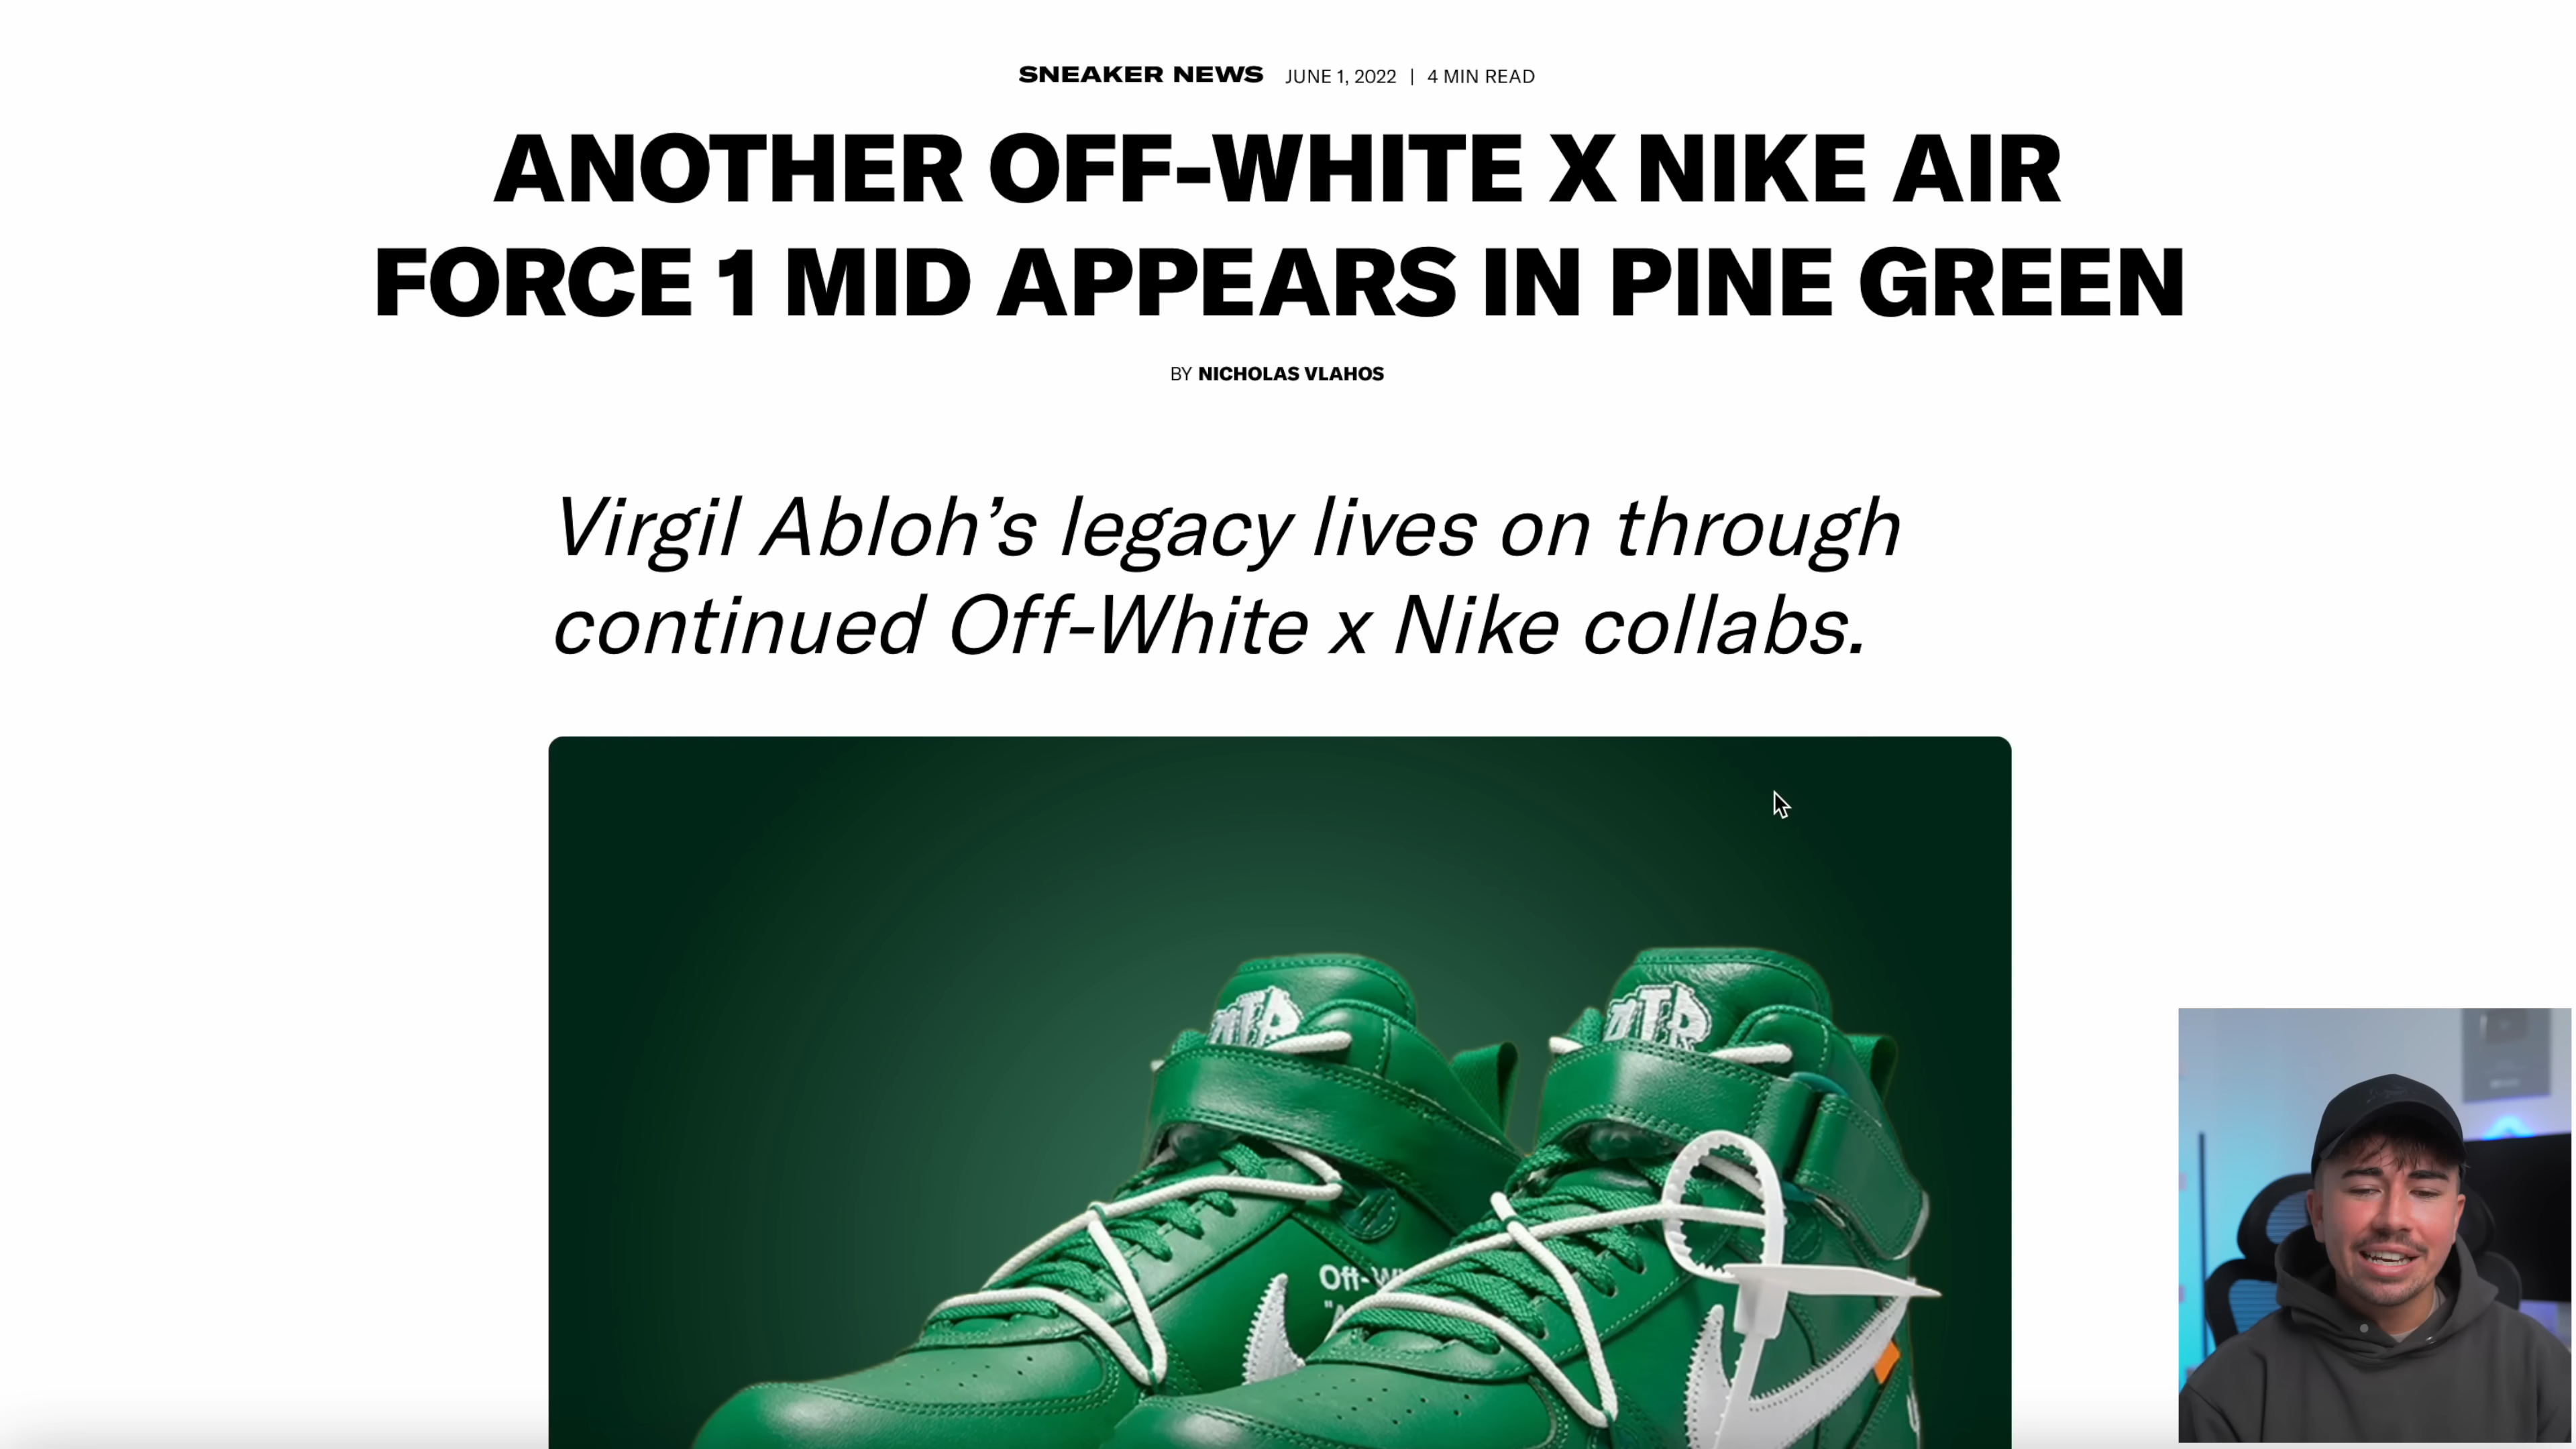 SNEAKER NEWS JUNE 1, 2022 | 4 MIN READ
ANOTHER OFF-WHITE X NIKE AIR
FORCE 1 MID APPEARS IN PINE GREEN
BY NICHOLAS VLAHOS
Virgil Abloh’s legacy lives on through
continued Off-White x Nike collabs.
Off-